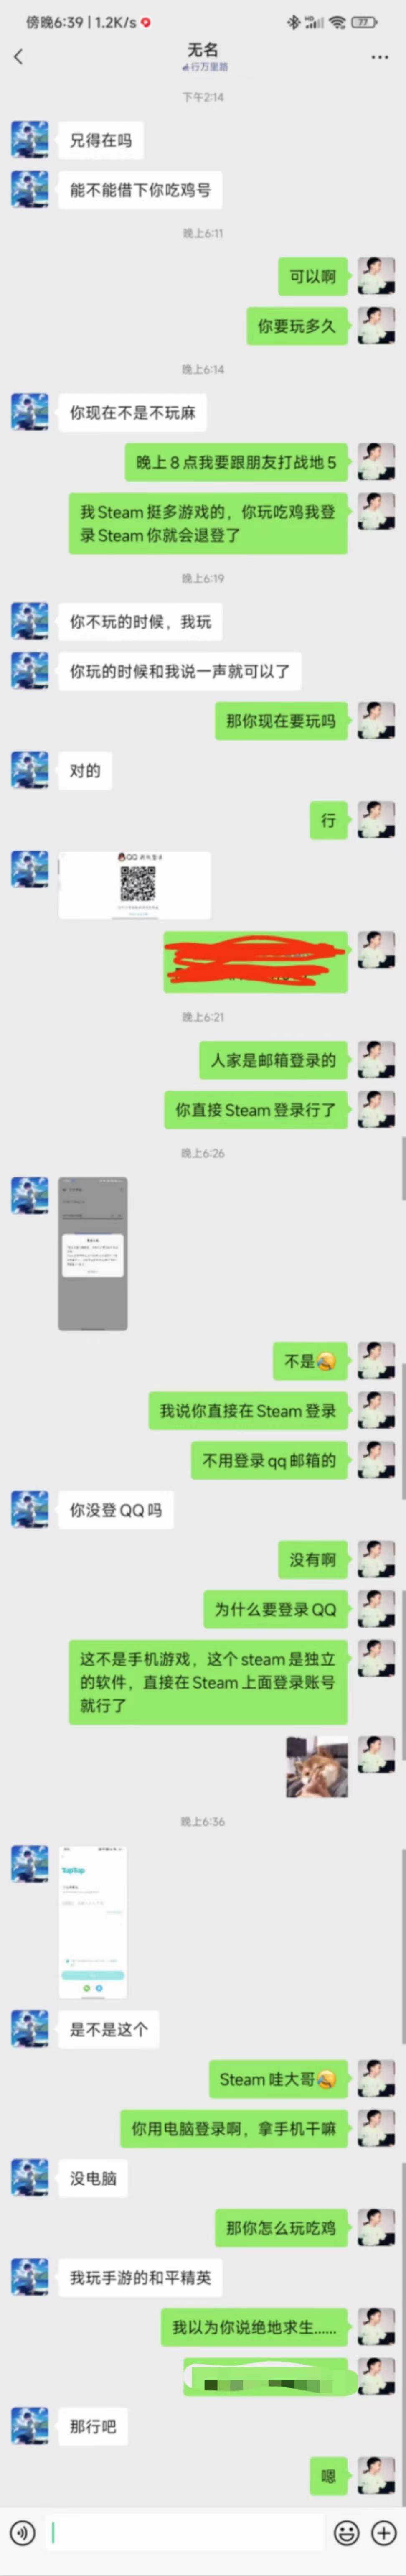 傍晚6:39 | 1.2K/s
77
无名
行万里路
下午2:14
兄得在吗
能不能借下你吃鸡号
晚上6:11
可以啊
你要玩多久
晚上6:14
你现在不是不玩麻
晚上8点我要跟朋友打战地5
我Steam挺多游戏的，你玩吃鸡我登
录Steam你就会退登了
晚上6:19
你不玩的时候，我玩
你玩的时候和我说一声就可以了
那你现在要玩吗
对的
行
QQ
晚上6:21
人家是邮箱登录的
你直接Steam登录行了
晚上6:26
不是
我说你直接在Steam登录
不用登录qq邮箱的
你没登QQ吗
没有啊
为什么要登录QQ
这不是手机游戏，这个steam是独立
的软件，直接在Steam上面登录账号
就行了
晚上6:36
TapTap
是不是这个
Steam哇大哥
你用电脑登录啊，拿手机干嘛
没电脑
那你怎么玩吃鸡
我玩手游的和平精英
我以为你说绝地求生......
那行吧
嗯